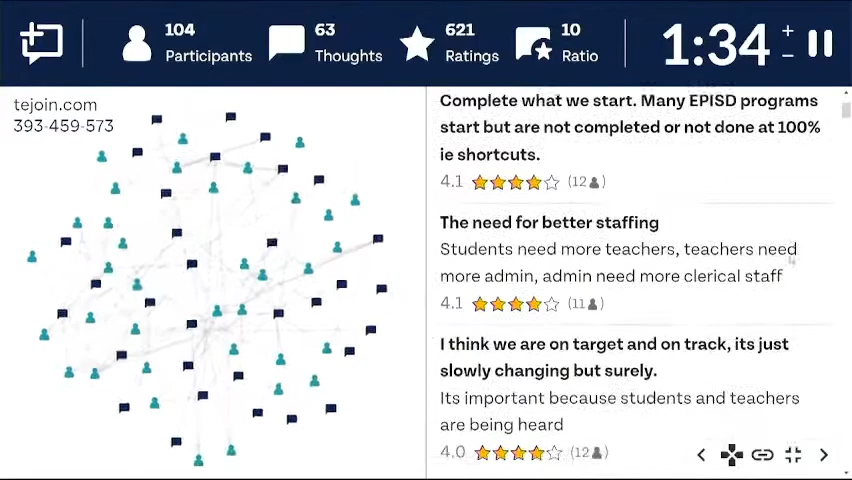 104
Participants
63
Thoughts
621
Ratings
10
Ratio
1:34
+
−
tejoin.com
393-459-573
Complete what we start. Many EPISD programs
start but are not completed or not done at 100%
ie shortcuts.
4.1 (12)
The need for better staffing
Students need more teachers, teachers need
more admin, admin need more clerical staff
4.1 (11)
I think we are on target and on track, its just
slowly changing but surely.
Its important because students and teachers
are being heard
4.0 (12)